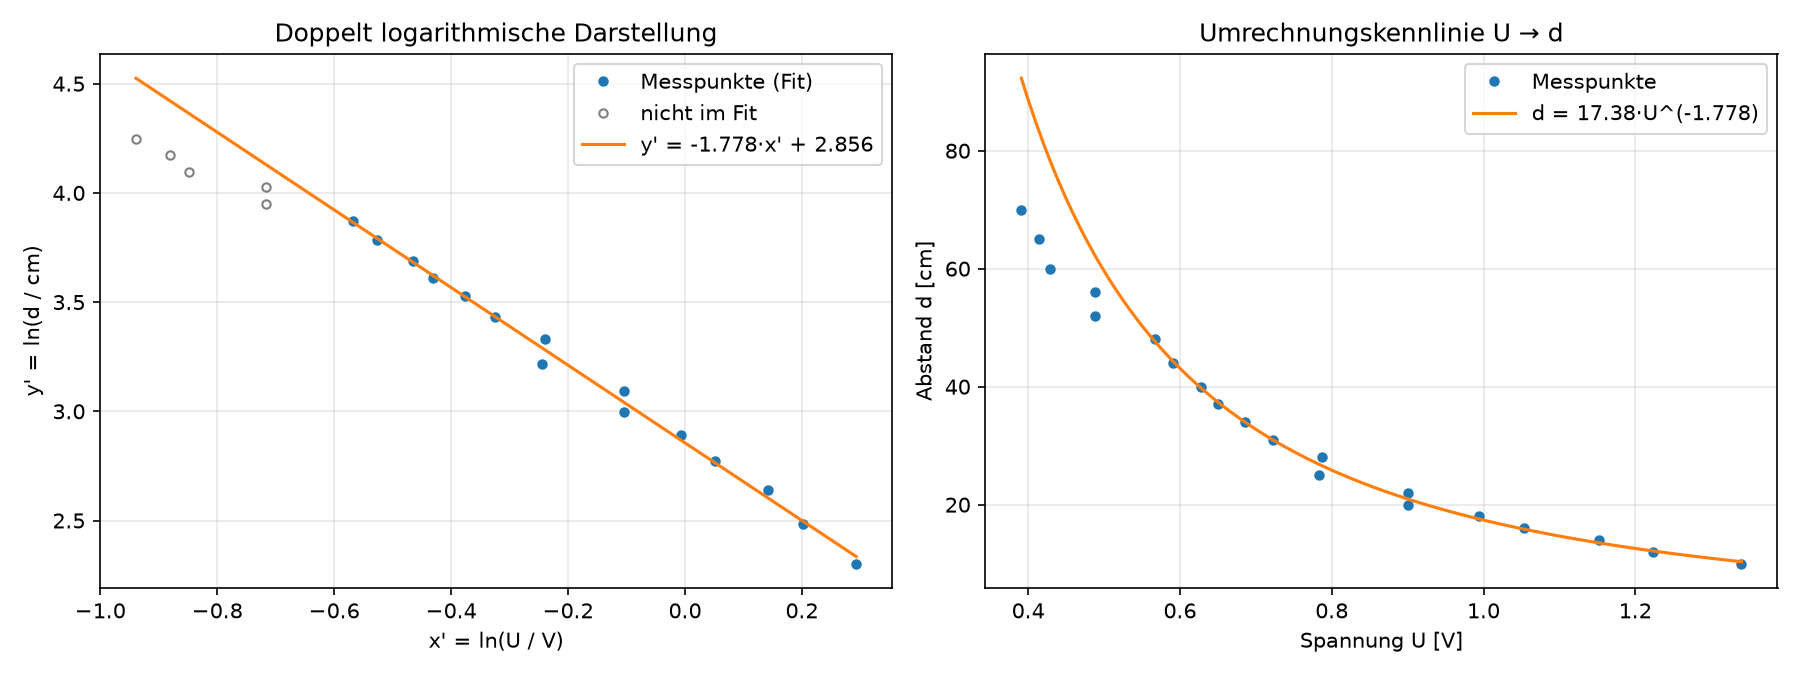 Doppelt logarithmische Darstellung
Messpunkte (Fit)
nicht im Fit
y' = -1.778·x' + 2.856
4.5
4.0
3.5
3.0
2.5
y' = ln(d / cm)
−1.0 −0.8 −0.6 −0.4 −0.2 0.0 0.2
x' = ln(U / V)
Umrechnungskennlinie U → d
Messpunkte
d = 17.38·U^(-1.778)
80
60
40
20
Abstand d [cm]
0.4 0.6 0.8 1.0 1.2
Spannung U [V]